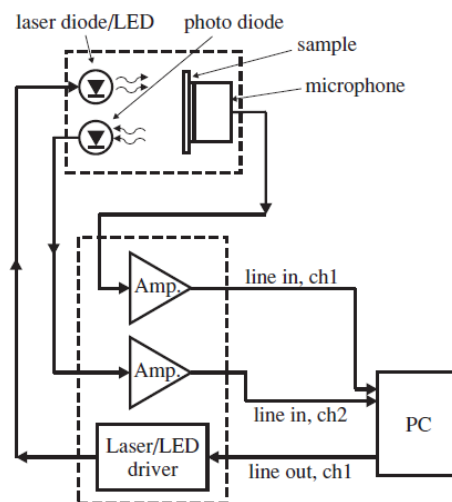 laser diode/LED
photo diode
sample
microphone
Amp.
line in, ch1
Amp.
line in, ch2
PC
Laser/LED
driver
line out, ch1